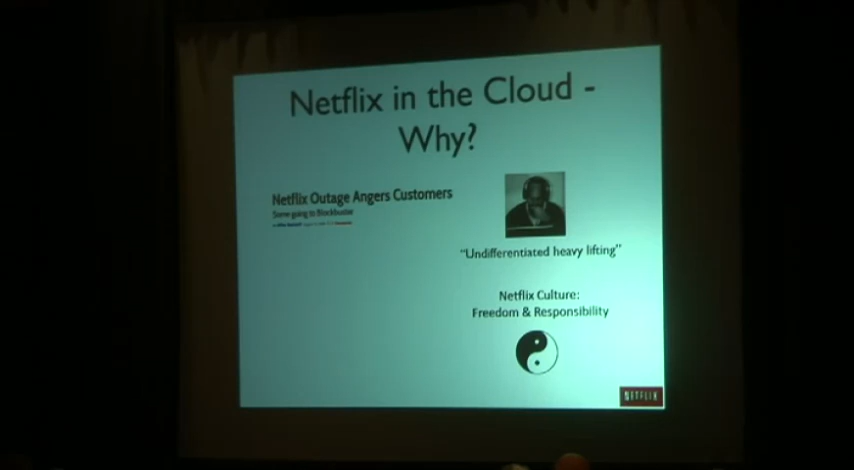 Netflix in the Cloud -
Why?
Netflix Outage Angers Customers
Some going to Blockbuster
"Undifferentiated heavy lifting"
Netflix Culture:
Freedom & Responsibility
NETFLIX